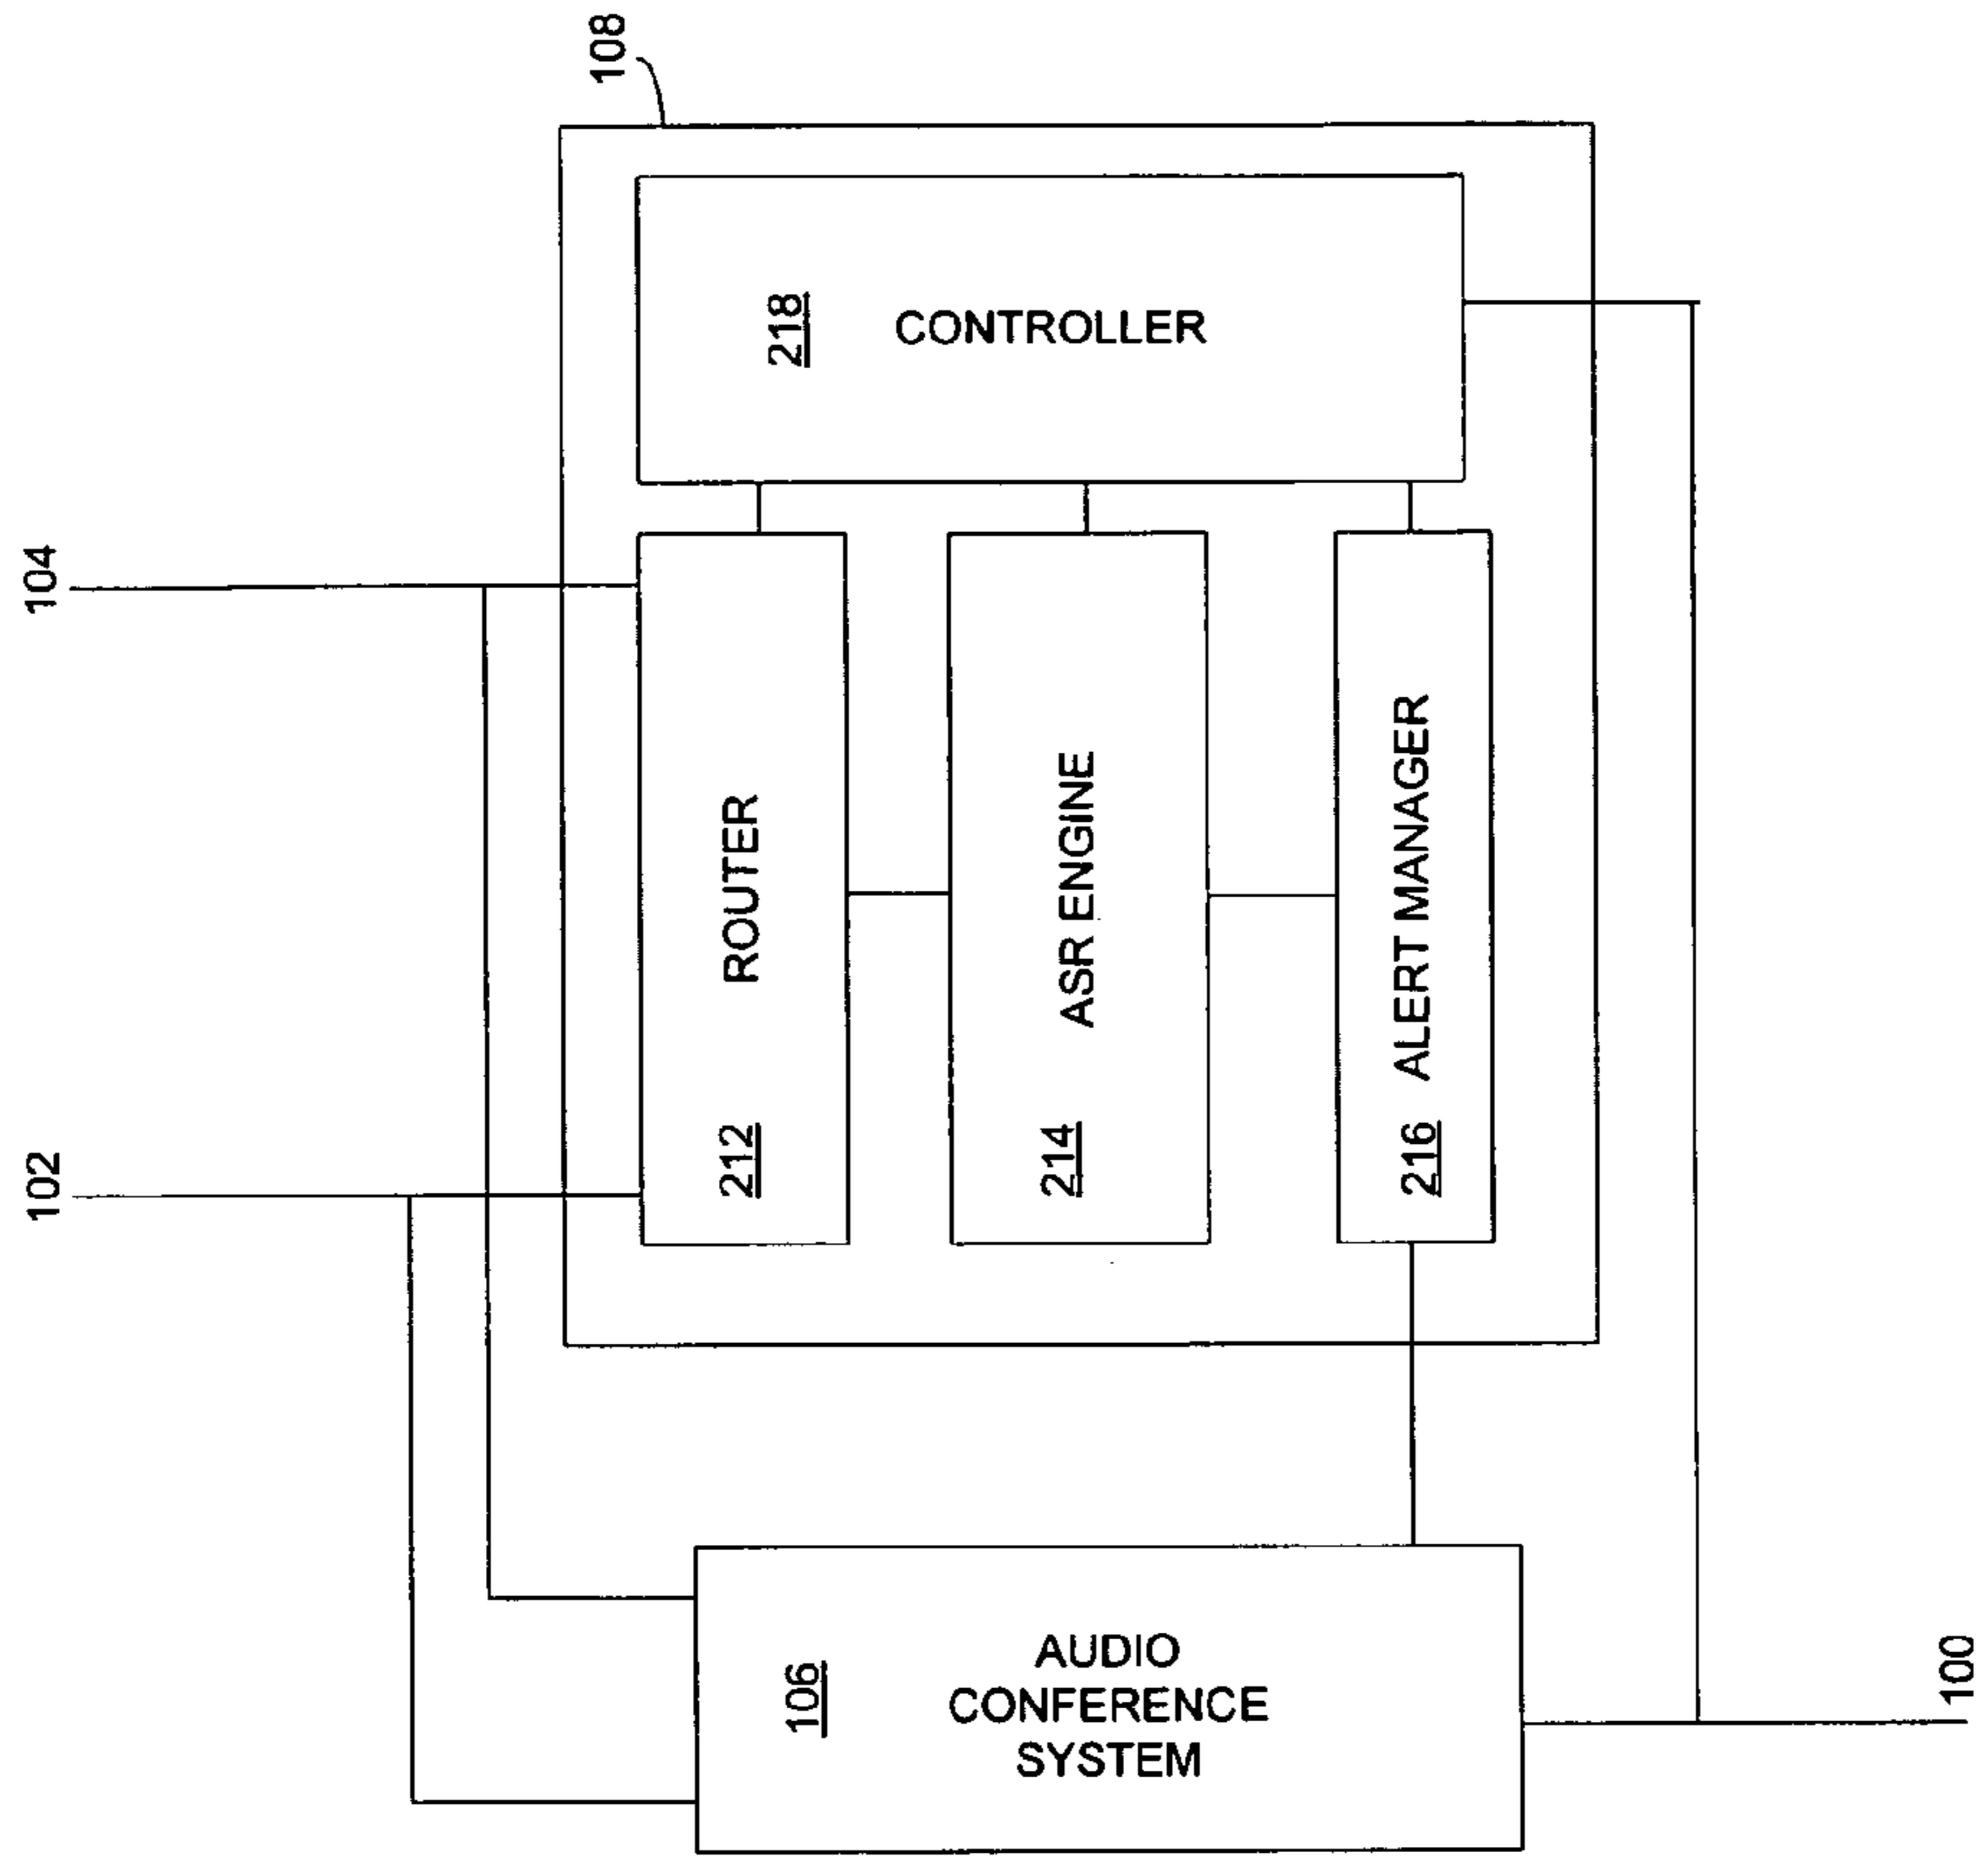 108
218
CONTROLLER
104
102
212
ROUTER
214
ASR ENGINE
216
ALERT MANAGER
106
AUDIO
CONFERENCE
SYSTEM
100